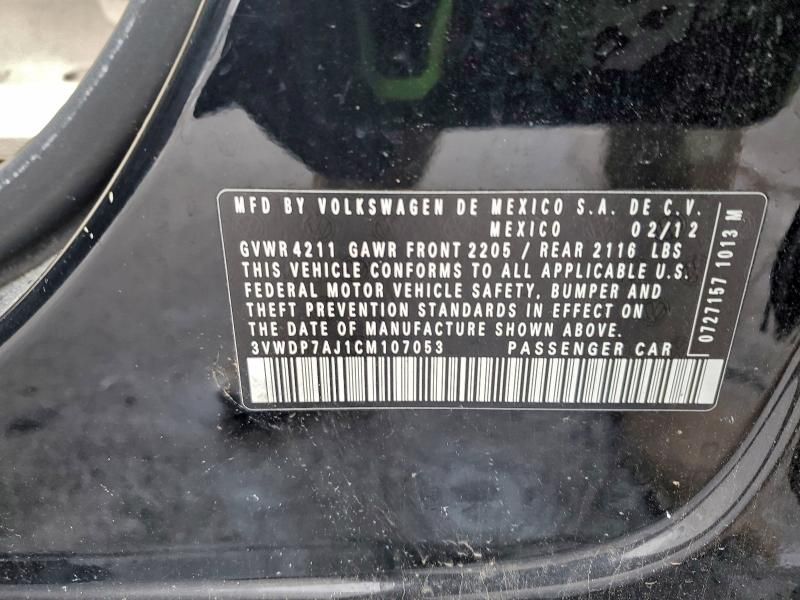 MFD BY VOLKSWAGEN DE MEXICO S.A. DE C.V.
MEXICO 02/12
GVWR 4211 GAWR FRONT 2205 / REAR 2116 LBS
THIS VEHICLE CONFORMS TO ALL APPLICABLE U.S.
FEDERAL MOTOR VEHICLE SAFETY, BUMPER AND
THEFT PREVENTION STANDARDS IN EFFECT ON
THE DATE OF MANUFACTURE SHOWN ABOVE.
3VWDP7AJ1CM107053 PASSENGER CAR
0727157 1013 M